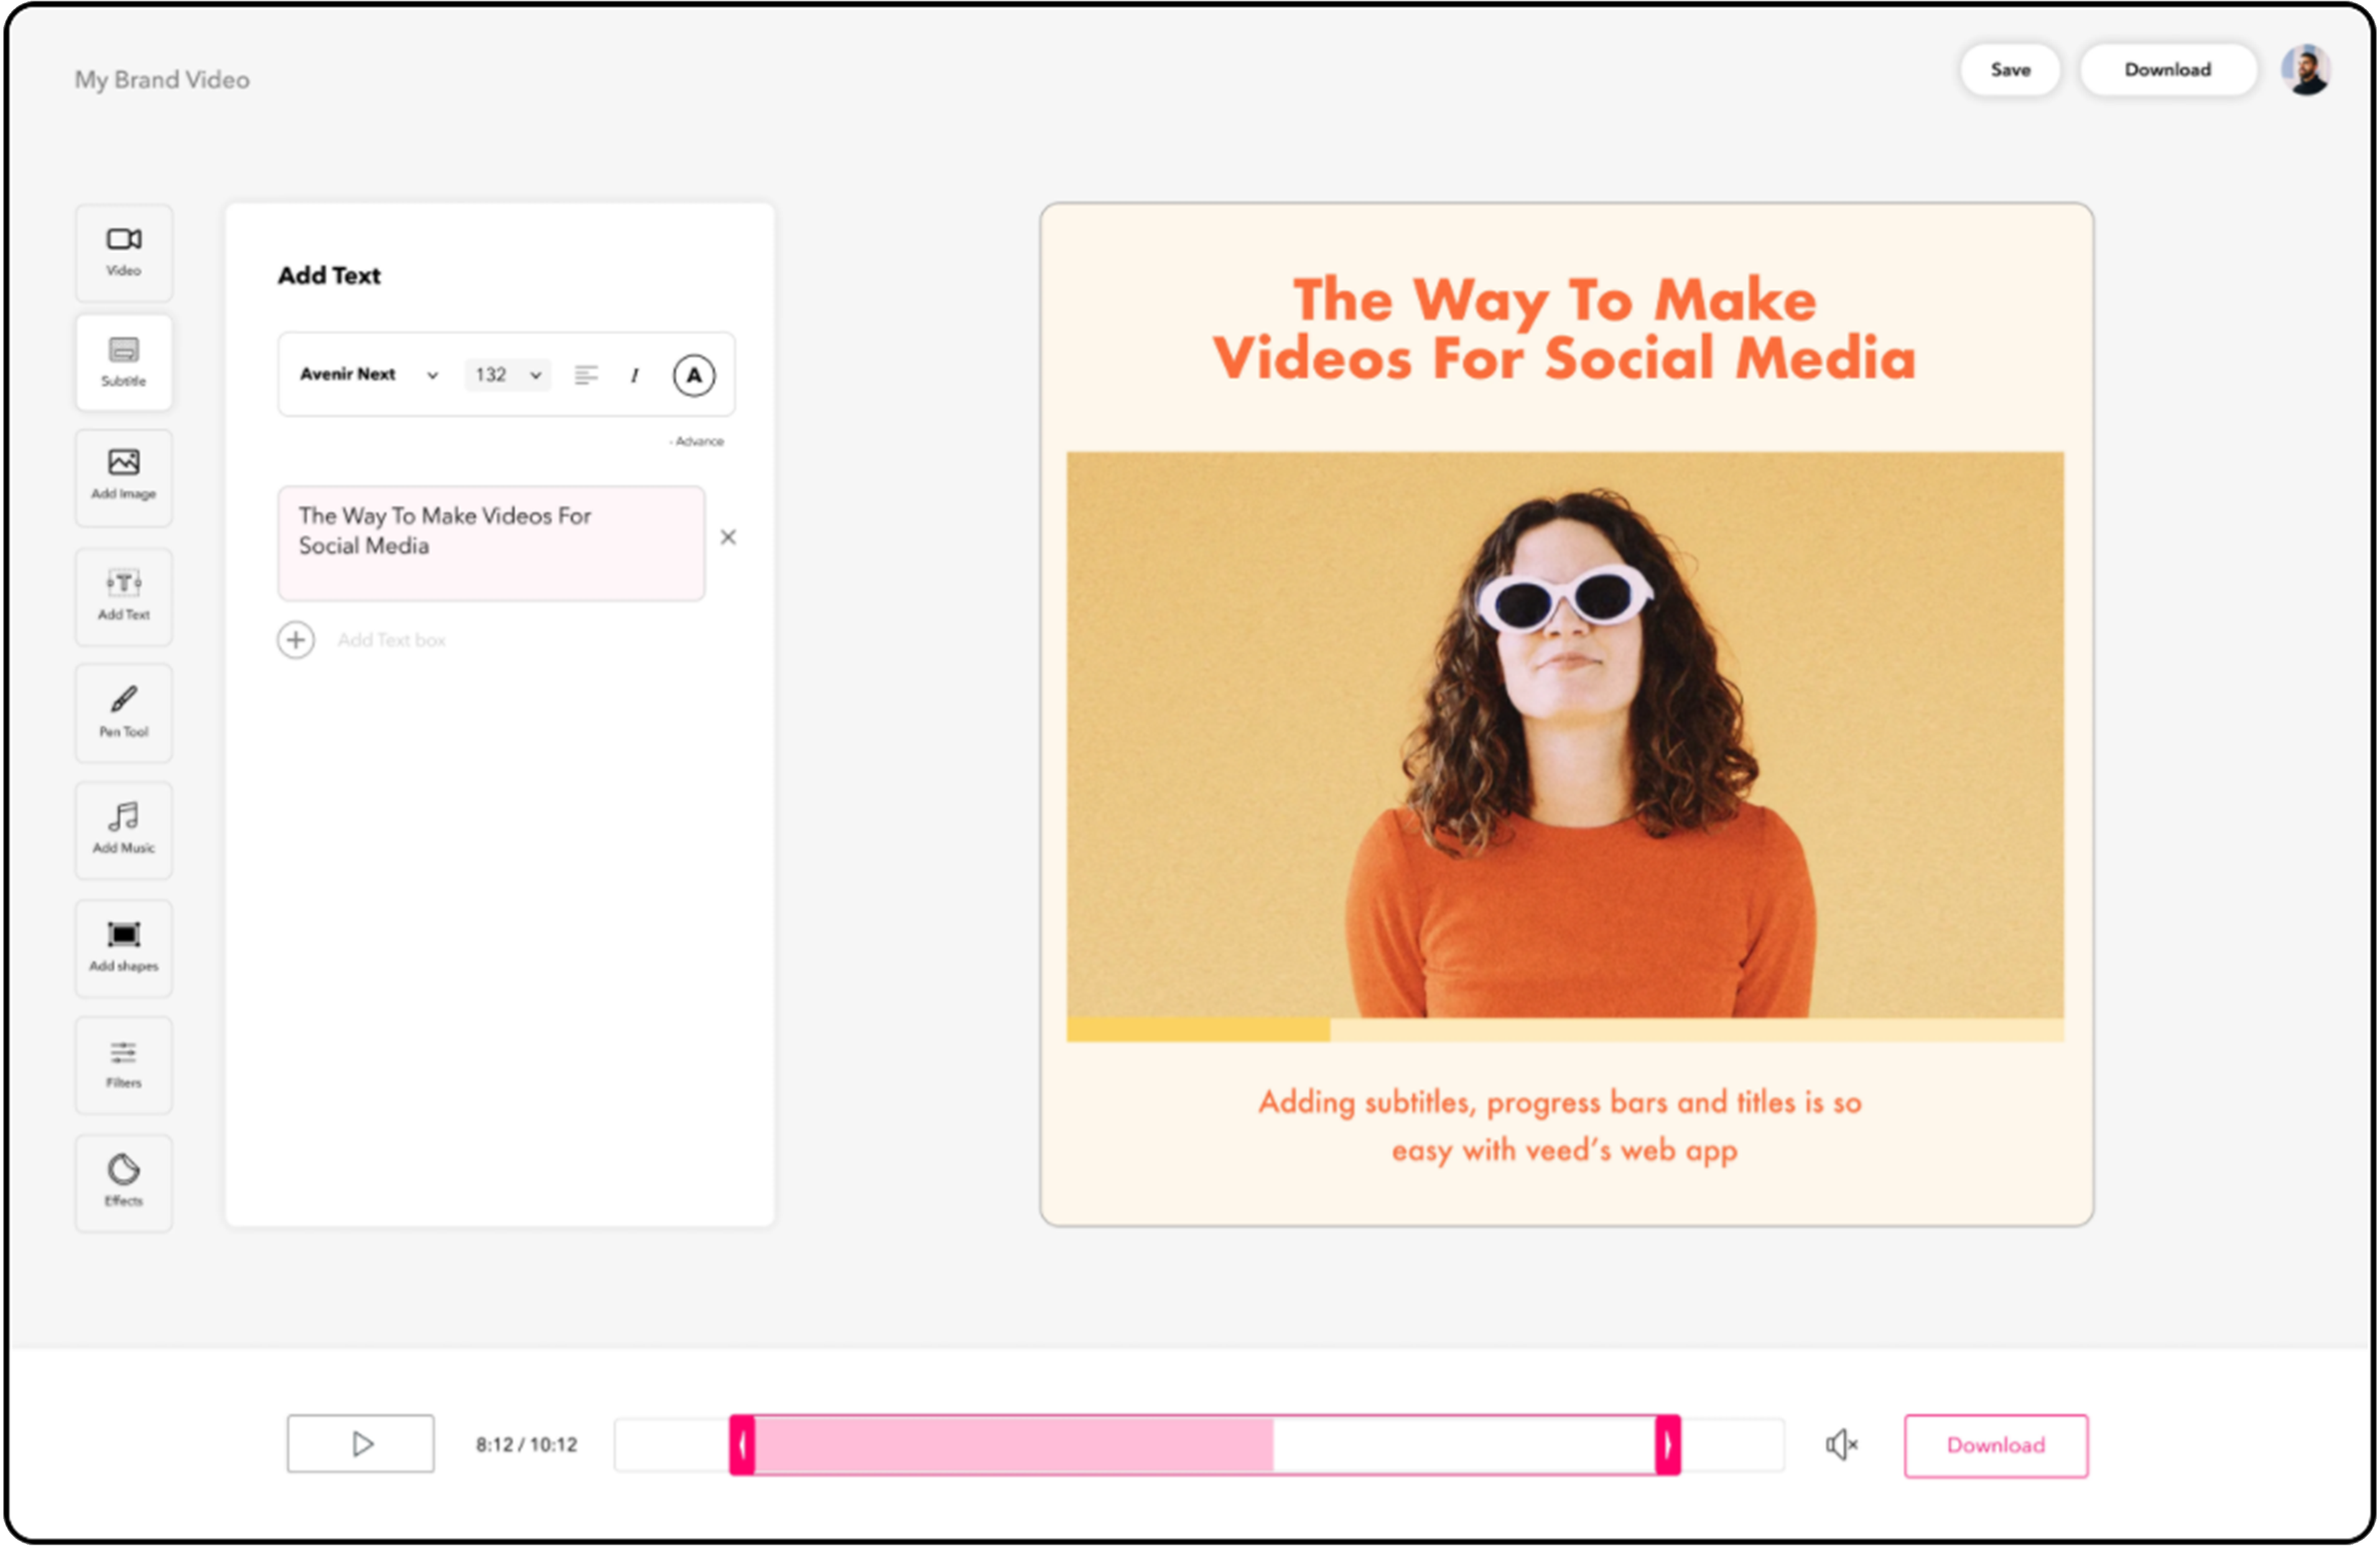 My Brand Video
Save
Download
Video
Subtitle
Add Image
Add Text
Pen Tool
Add Music
Add shapes
Filters
Effects
Add Text
Avenir Next
132
I
A
- Advance
The Way To Make Videos For
Social Media
Add Text box
The Way To Make
Videos For Social Media
Adding subtitles, progress bars and titles is so
easy with veed's web app
8:12 / 10:12
Download